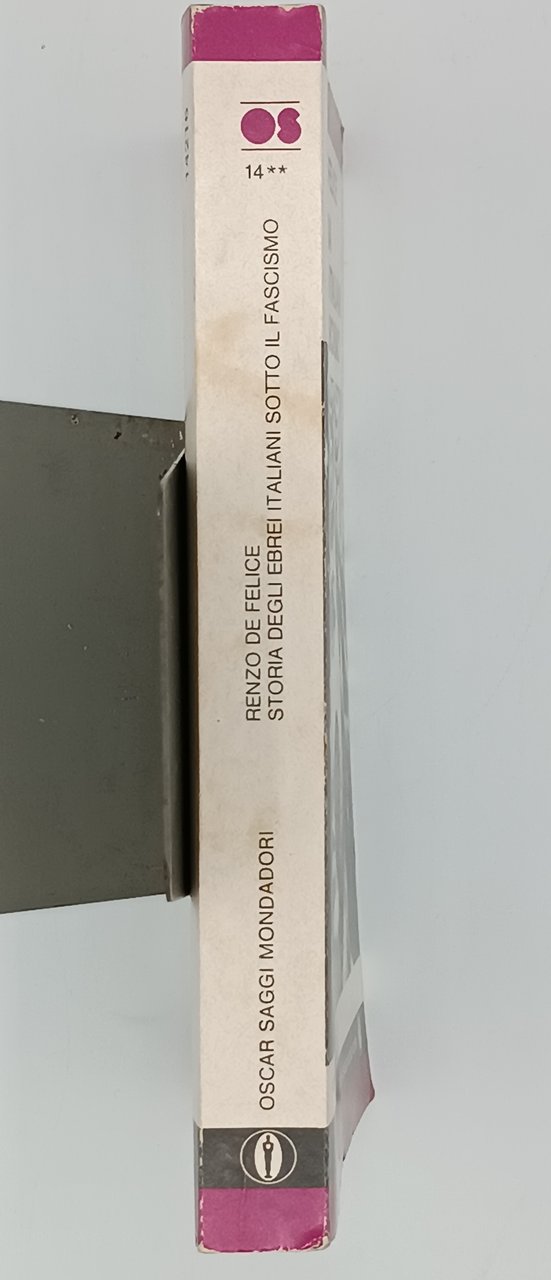 OS
14**
RENZO DE FELICE
STORIA DEGLI EBREI ITALIANI SOTTO IL FASCISMO
OSCAR SAGGI MONDADORI